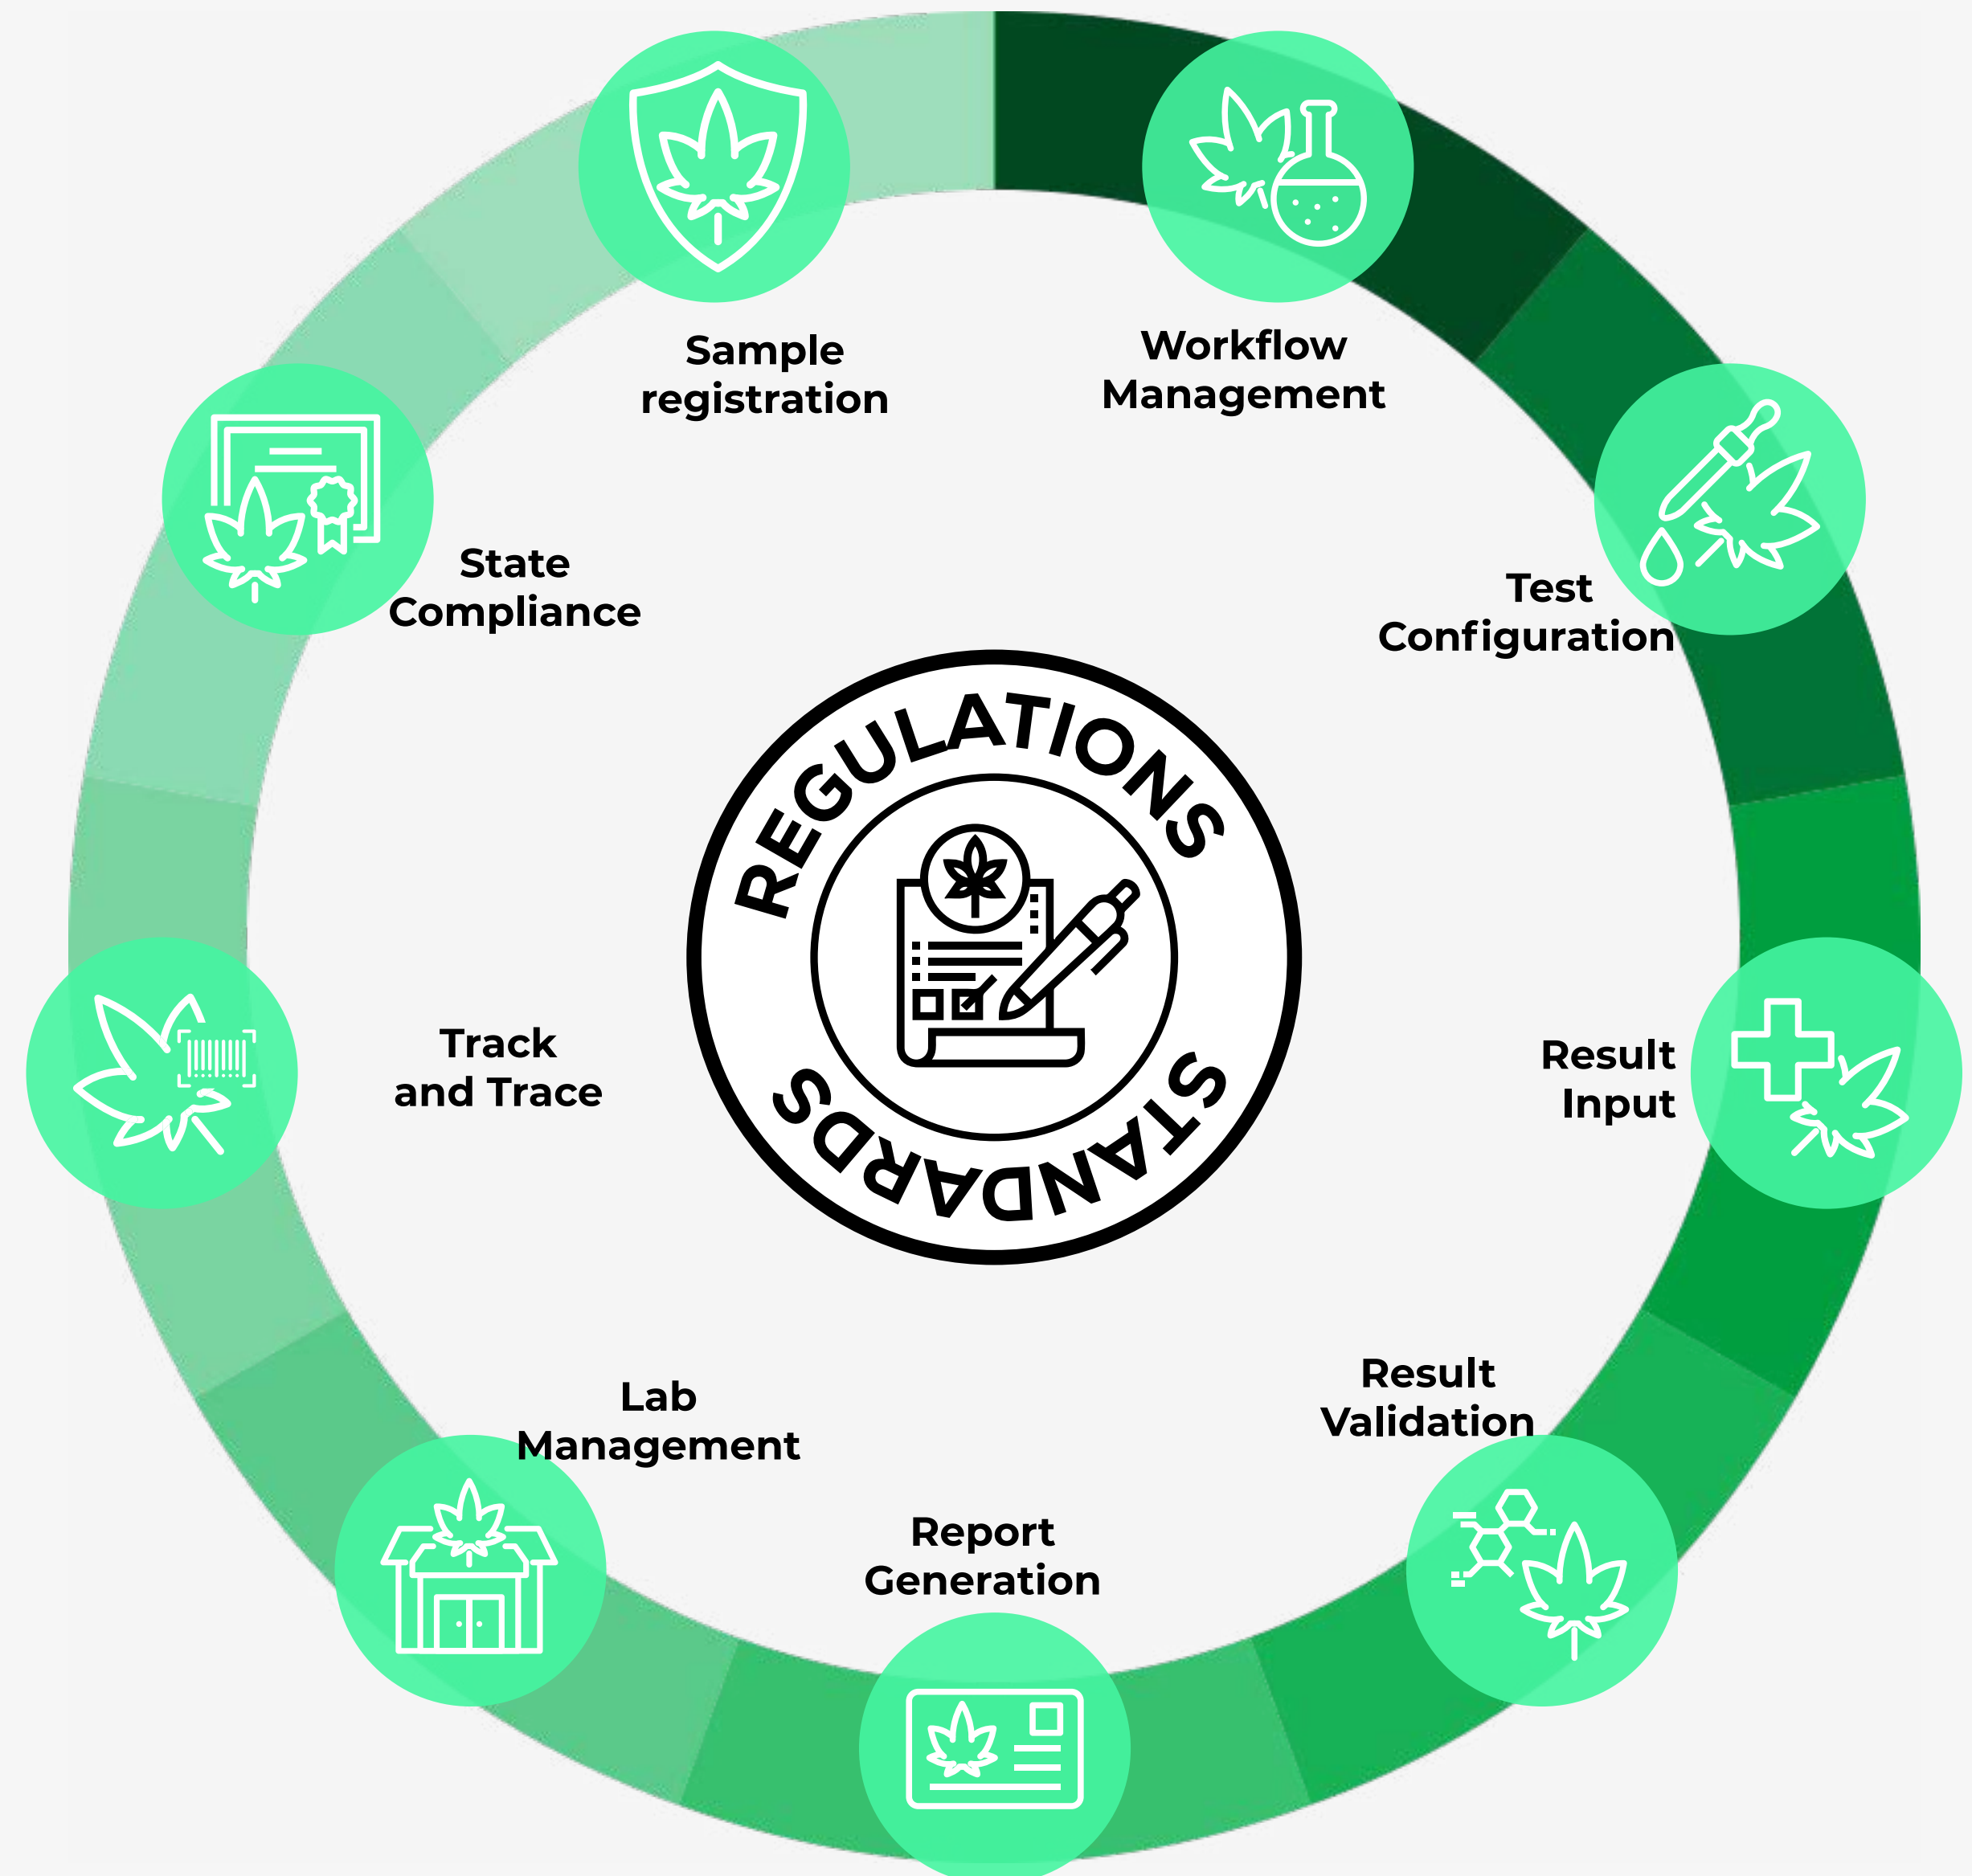 Sample
registration
Workflow
Management
State
Compliance
Test
Configuration
REGULATIONS
STANDARDS
Track
and Trace
Result
Input
Lab
Management
Result
Validation
Report
Generation